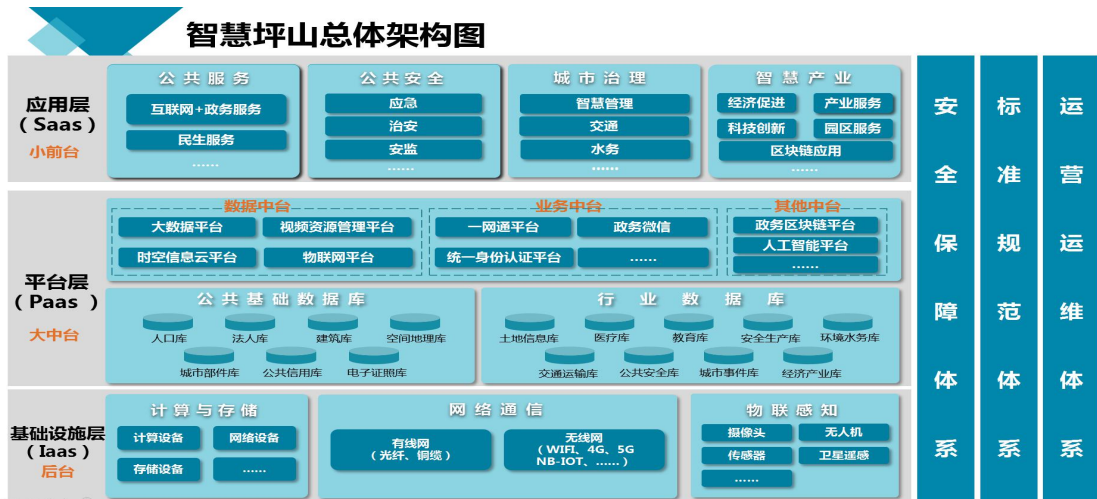 智慧坪山总体架构图
应用层
（Saas）
小前台
公共服务
互联网+政务服务
民生服务
......
公共安全
应急
治安
安监
......
城市治理
智慧管理
交通
水务
......
智慧产业
经济促进 产业服务
科技创新 园区服务
区块链应用
......
平台层
（Paas ）
大中台
数据中台
大数据平台 视频资源管理平台
时空信息云平台 物联网平台
业务中台
一网通平台 政务微信
统一身份认证平台 ......
其他中台
政务区块链平台
人工智能平台
......
公共基础数据库
人口库 法人库 建筑库 空间地理库
城市部件库 公共信用库 电子证照库
行业数据库
土地信息库 医疗库 教育库 安全生产库 环境水务库
交通运输库 公共安全库 城市事件库 经济产业库
基础设施层
（Iaas）
后台
计算与存储
计算设备 网络设备
存储设备 ......
网络通信
有线网
（光纤、铜缆）
无线网
（WIFI、4G、5G
NB-IOT、......）
物联感知
摄像头 无人机
传感器 卫星遥感
......
安全保障体系
标准规范体系
运营运维体系